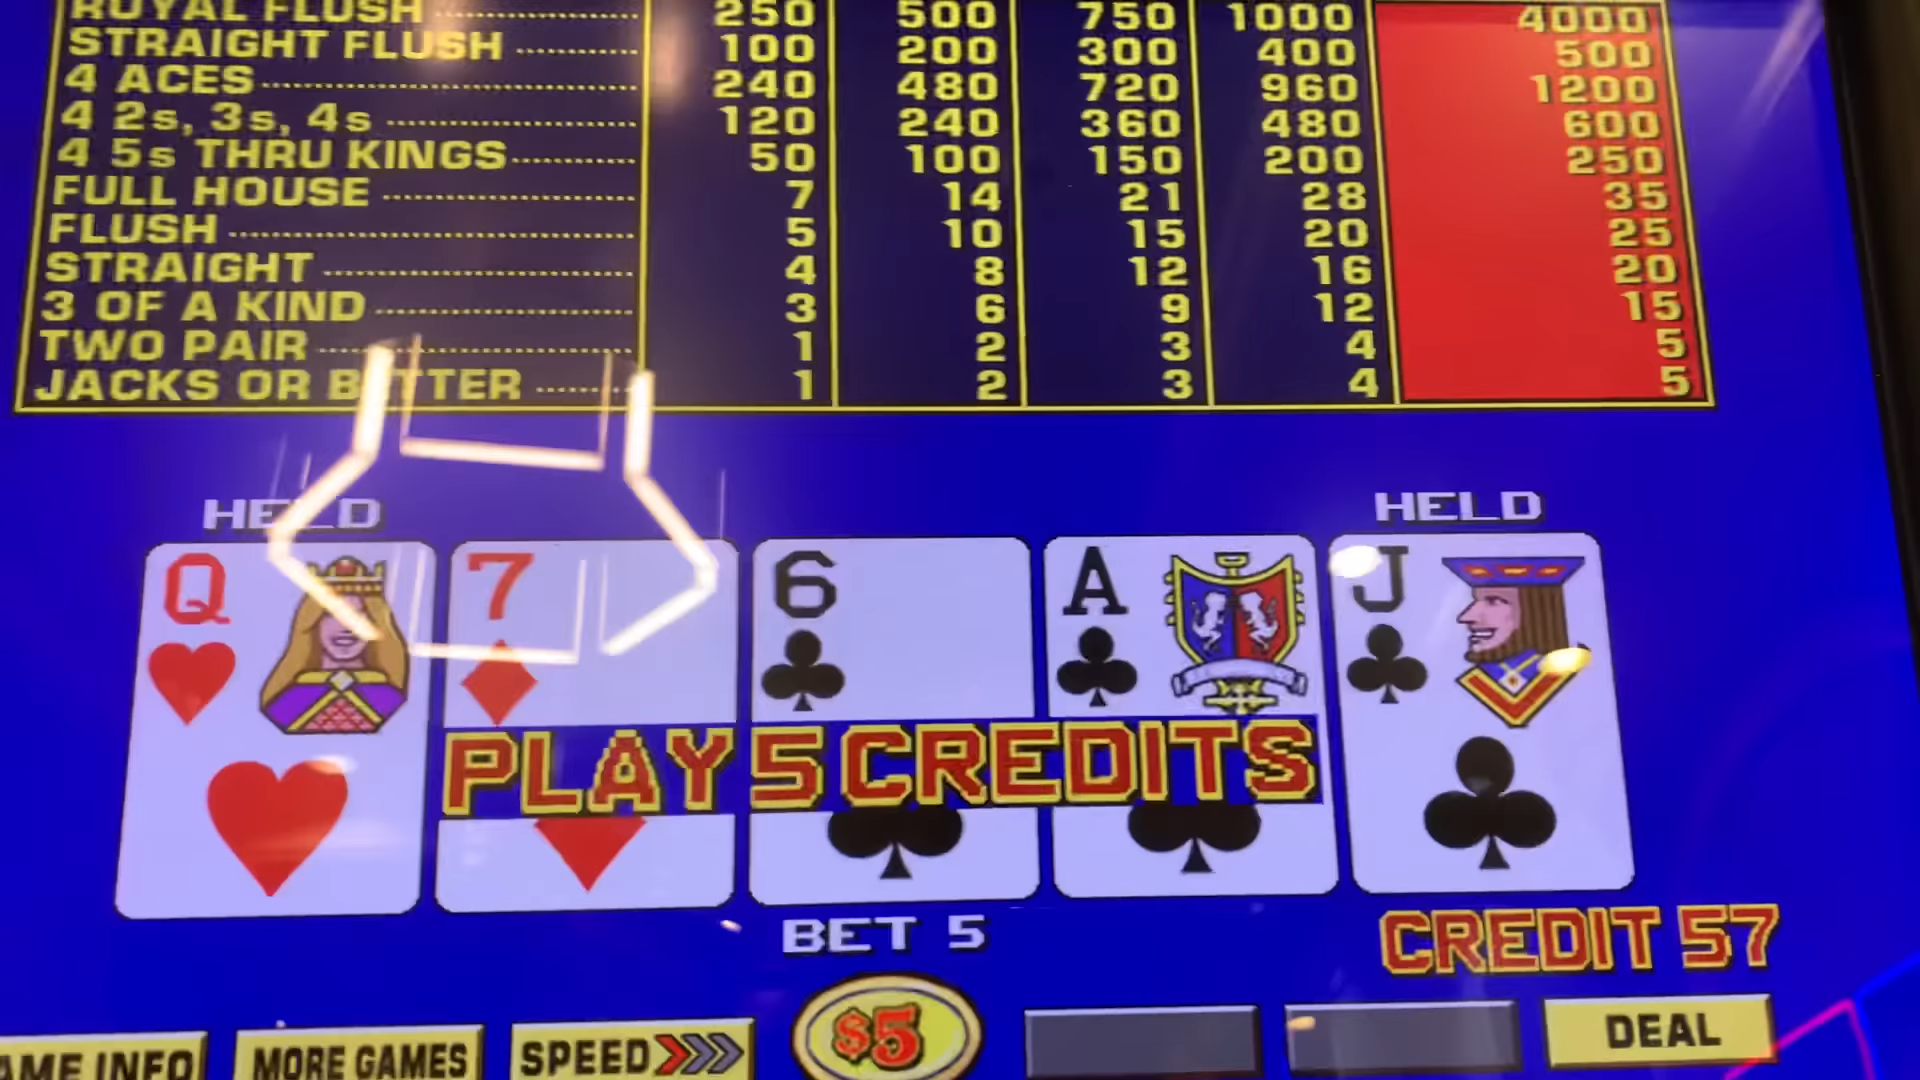 ROYAL FLUSH 250 500 750 1000 4000
STRAIGHT FLUSH 100 200 300 400 500
4 ACES 240 480 720 960 1200
4 2s, 3s, 4s 120 240 360 480 600
4 5s THRU KINGS 50 100 150 200 250
FULL HOUSE 7 14 21 28 35
FLUSH 5 10 15 20 25
STRAIGHT 4 8 12 16 20
3 OF A KIND 3 6 9 12 15
TWO PAIR 1 2 3 4 5
JACKS OR BETTER 1 2 3 4 5
HELD HELD
Q 7 6 A J
PLAY 5 CREDITS
BET 5 CREDIT 57
AME INFO MORE GAMES SPEED $5 DEAL